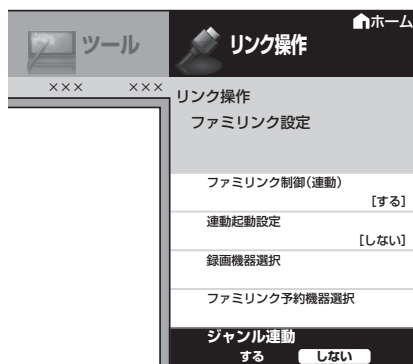 ホーム
ツール
リンク操作
××× ×××
リンク操作
ファミリンク設定
ファミリンク制御(連動)
[する]
連動起動設定
[しない]
録画機器選択
ファミリンク予約機器選択
ジャンル連動
する しない